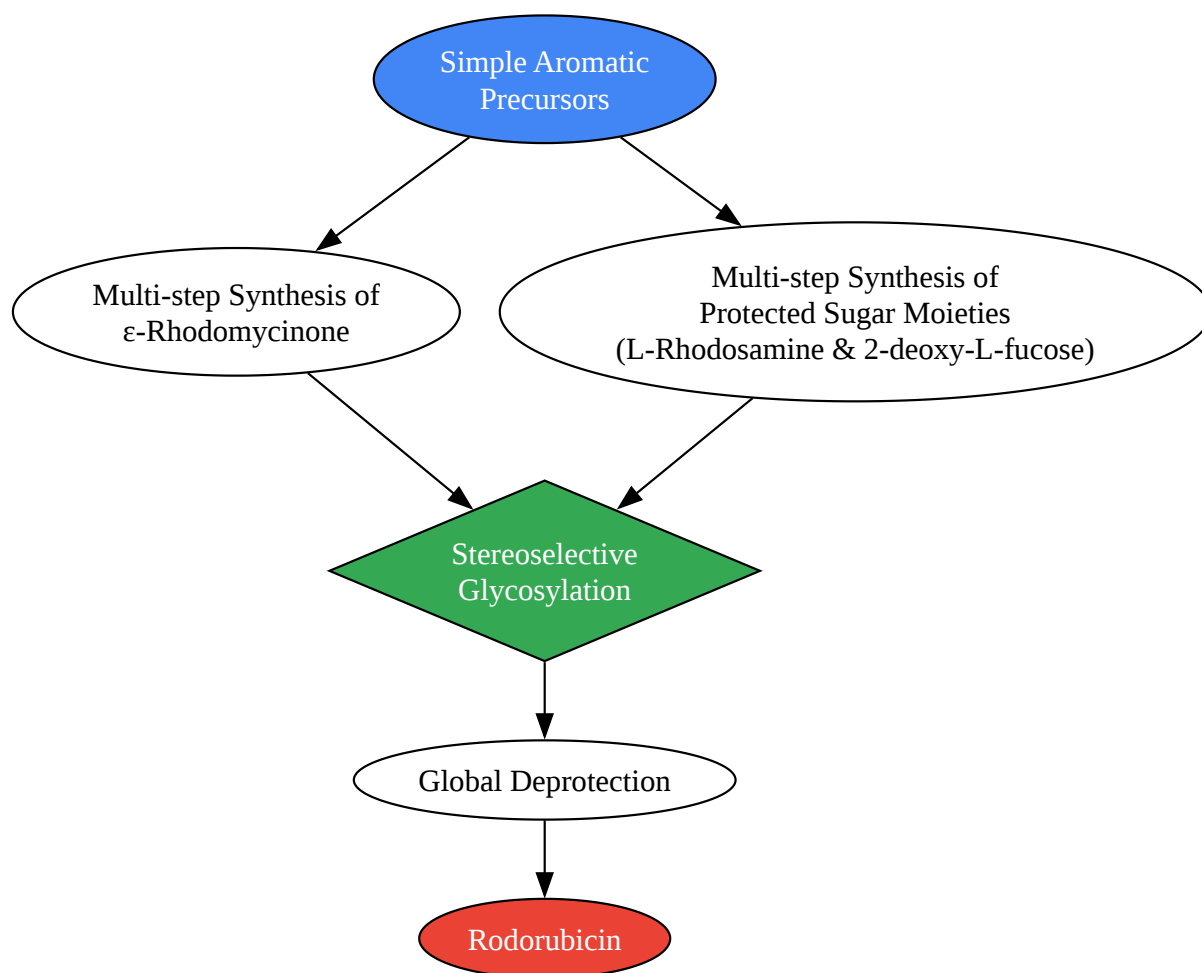 Simple Aromatic
Precursors
Multi-step Synthesis of
ε-Rhodomycinone
Multi-step Synthesis of
Protected Sugar Moieties
(L-Rhodosamine & 2-deoxy-L-fucose)
Stereoselective
Glycosylation
Global Deprotection
Rodorubicin